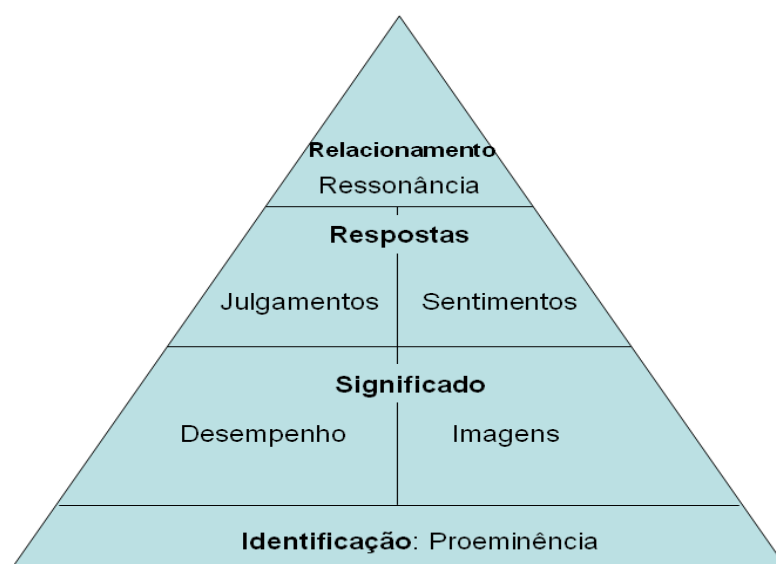 Relacionamento
Ressonância
Respostas
Julgamentos Sentimentos
Significado
Desempenho Imagens
Identificação: Proeminência